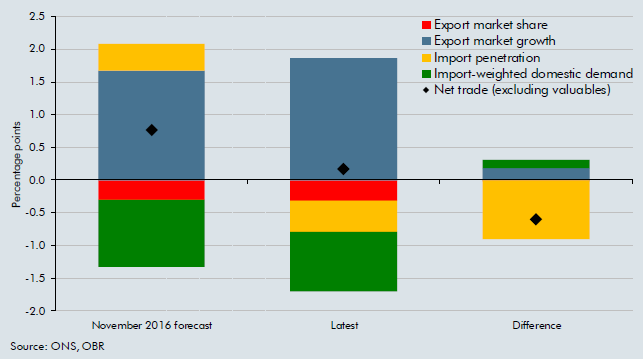 Export market share
Export market growth
Import penetration
Import-weighted domestic demand
Net trade (excluding valuables)
Percentage points
2.5
2.0
1.5
1.0
0.5
0.0
-0.5
-1.0
-1.5
-2.0
November 2016 forecast Latest Difference
Source: ONS, OBR